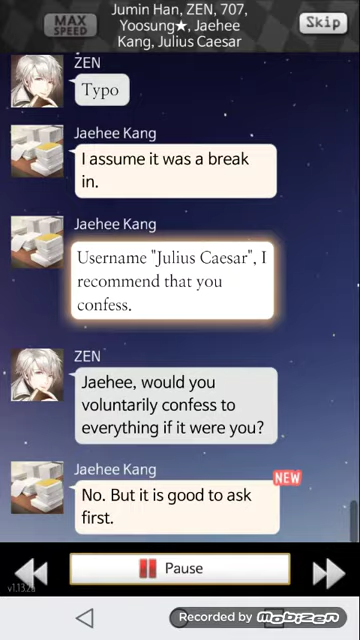 MAX
SPEED
Jumin Han, ZEN, 707,
Yoosung★, Jaehee
Kang, Julius Caesar
Skip
ZEN
Typo
Jaehee Kang
I assume it was a break
in.
Jaehee Kang
Username "Julius Caesar", I
recommend that you
confess.
ZEN
Jaehee, would you
voluntarily confess to
everything if it were you?
Jaehee Kang
NEW
No. But it is good to ask
first.
Pause
Recorded by Mobizen